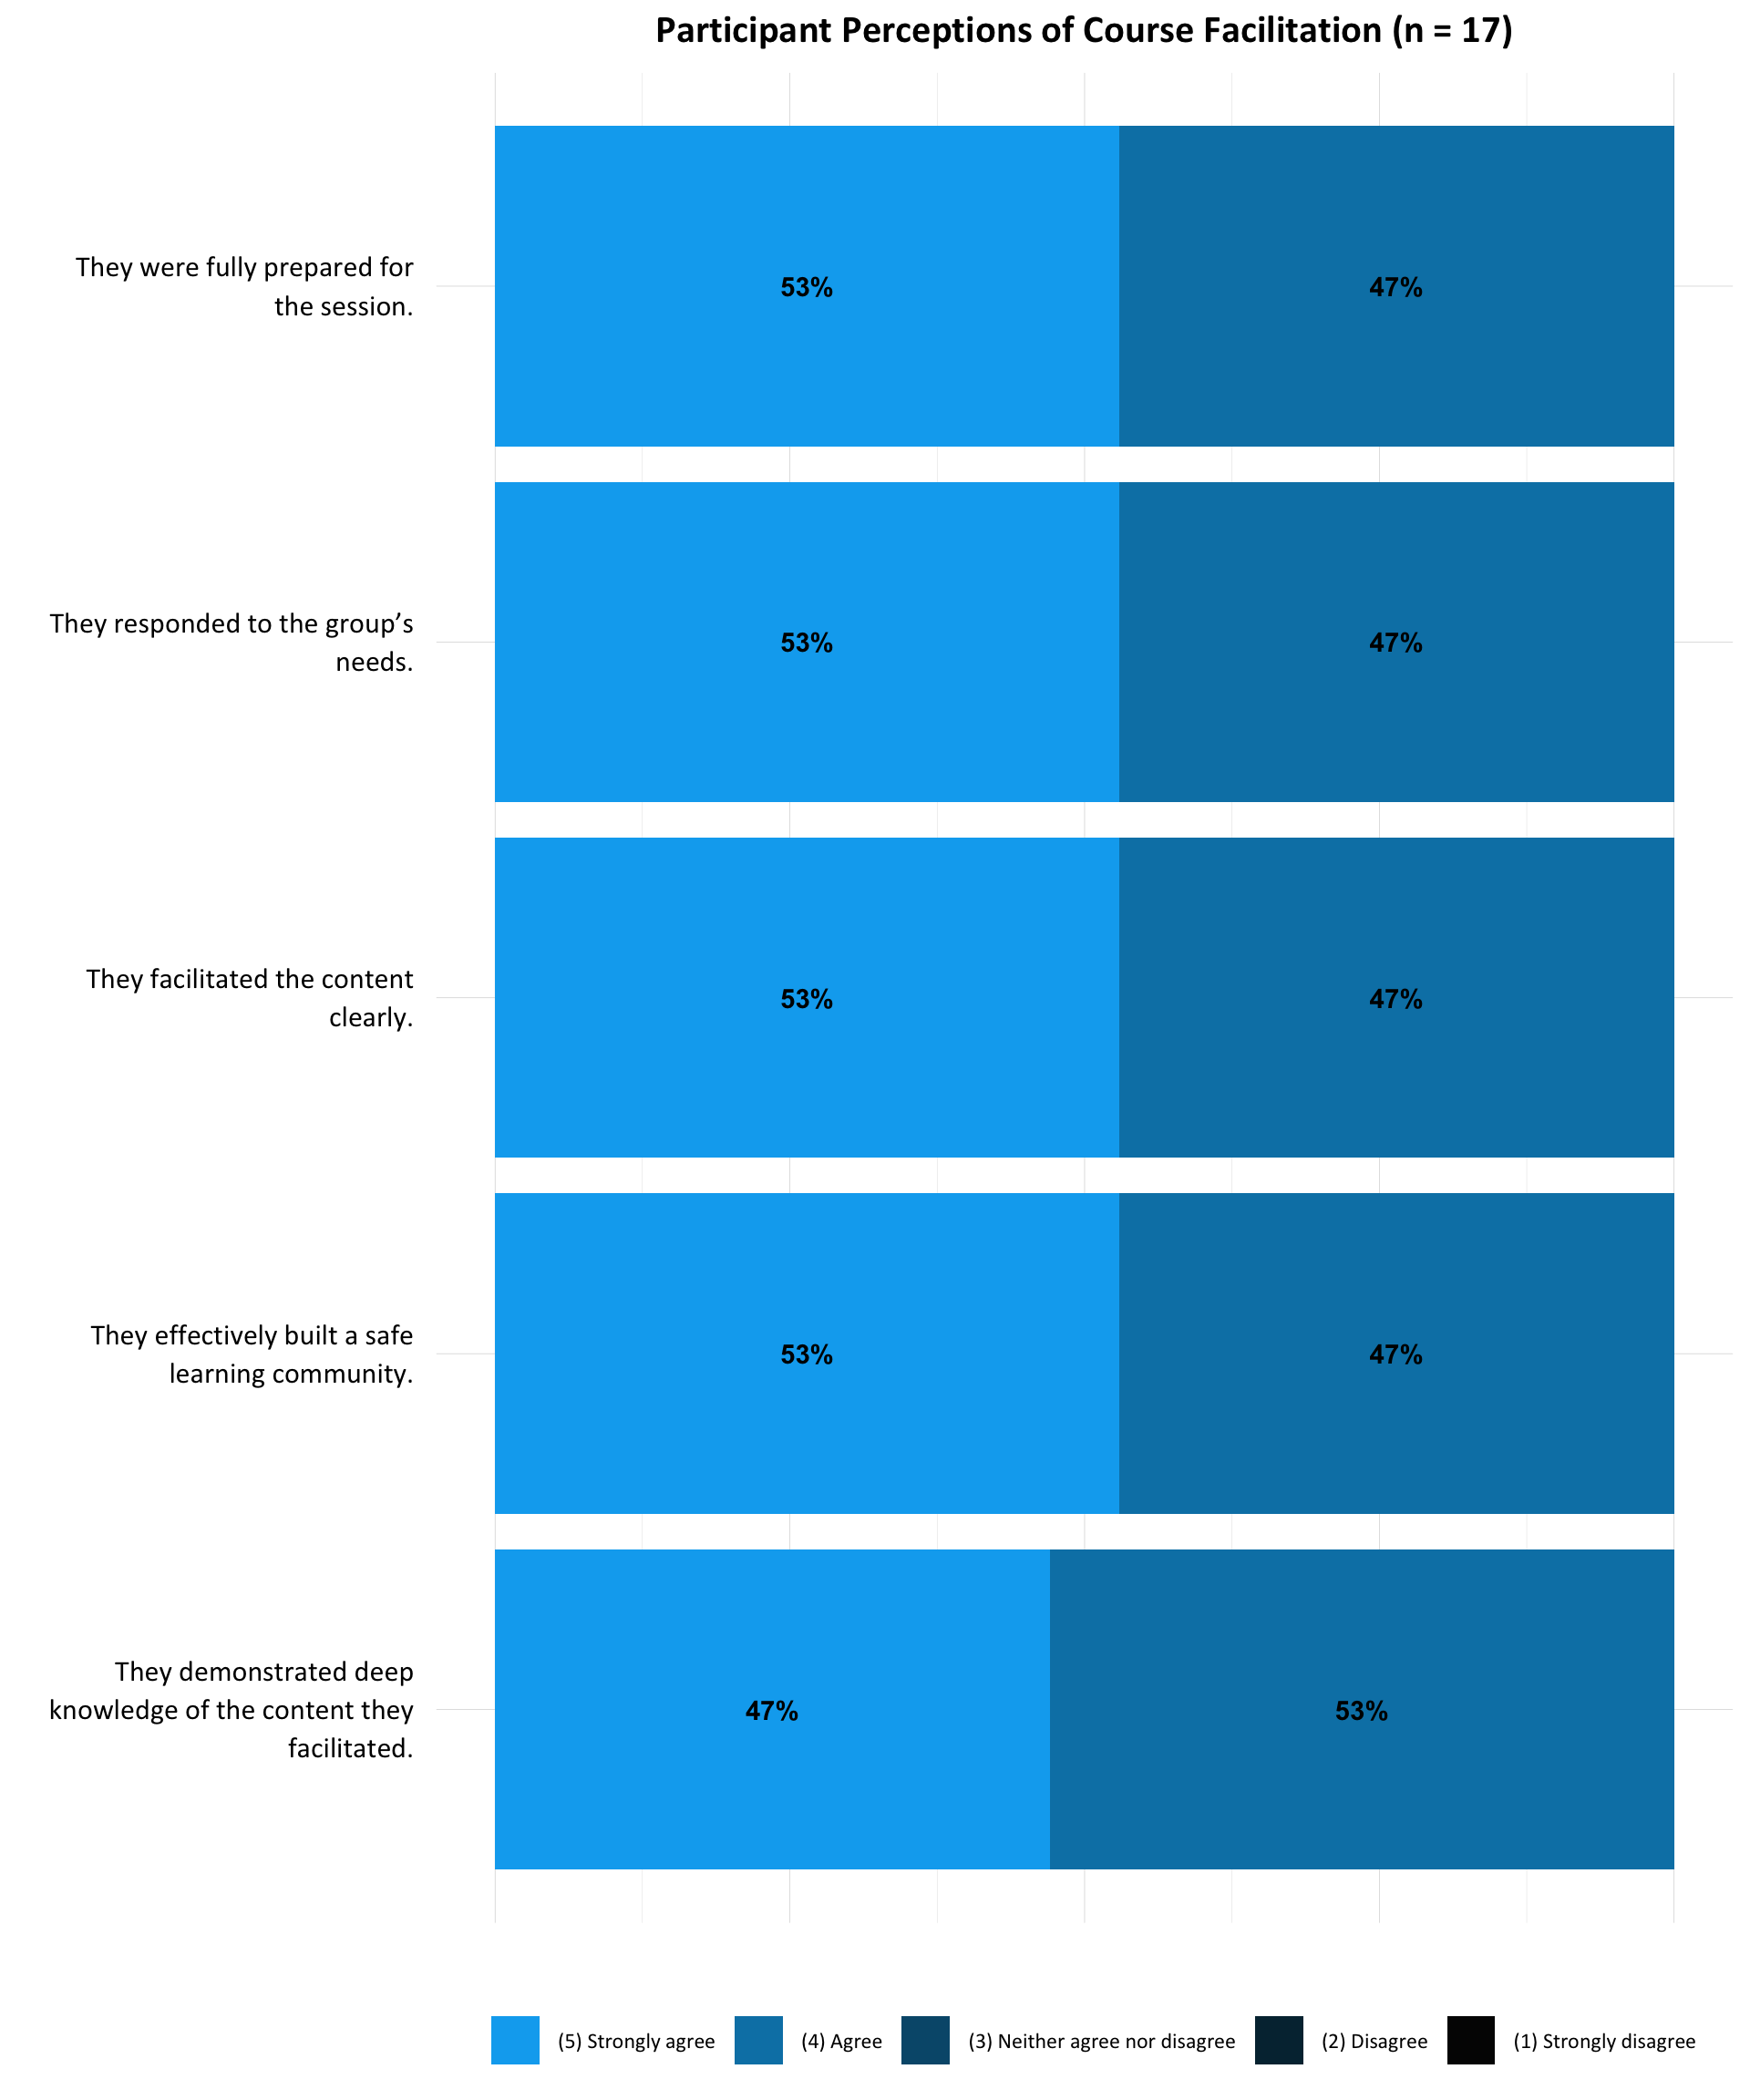 Participant Perceptions of Course Facilitation (n = 17)
They were fully prepared for
the session.
53%
47%
They responded to the group’s
needs.
53%
47%
They facilitated the content
clearly.
53%
47%
They effectively built a safe
learning community.
53%
47%
They demonstrated deep
knowledge of the content they
facilitated.
47%
53%
(5) Strongly agree
(4) Agree
(3) Neither agree nor disagree
(2) Disagree
(1) Strongly disagree